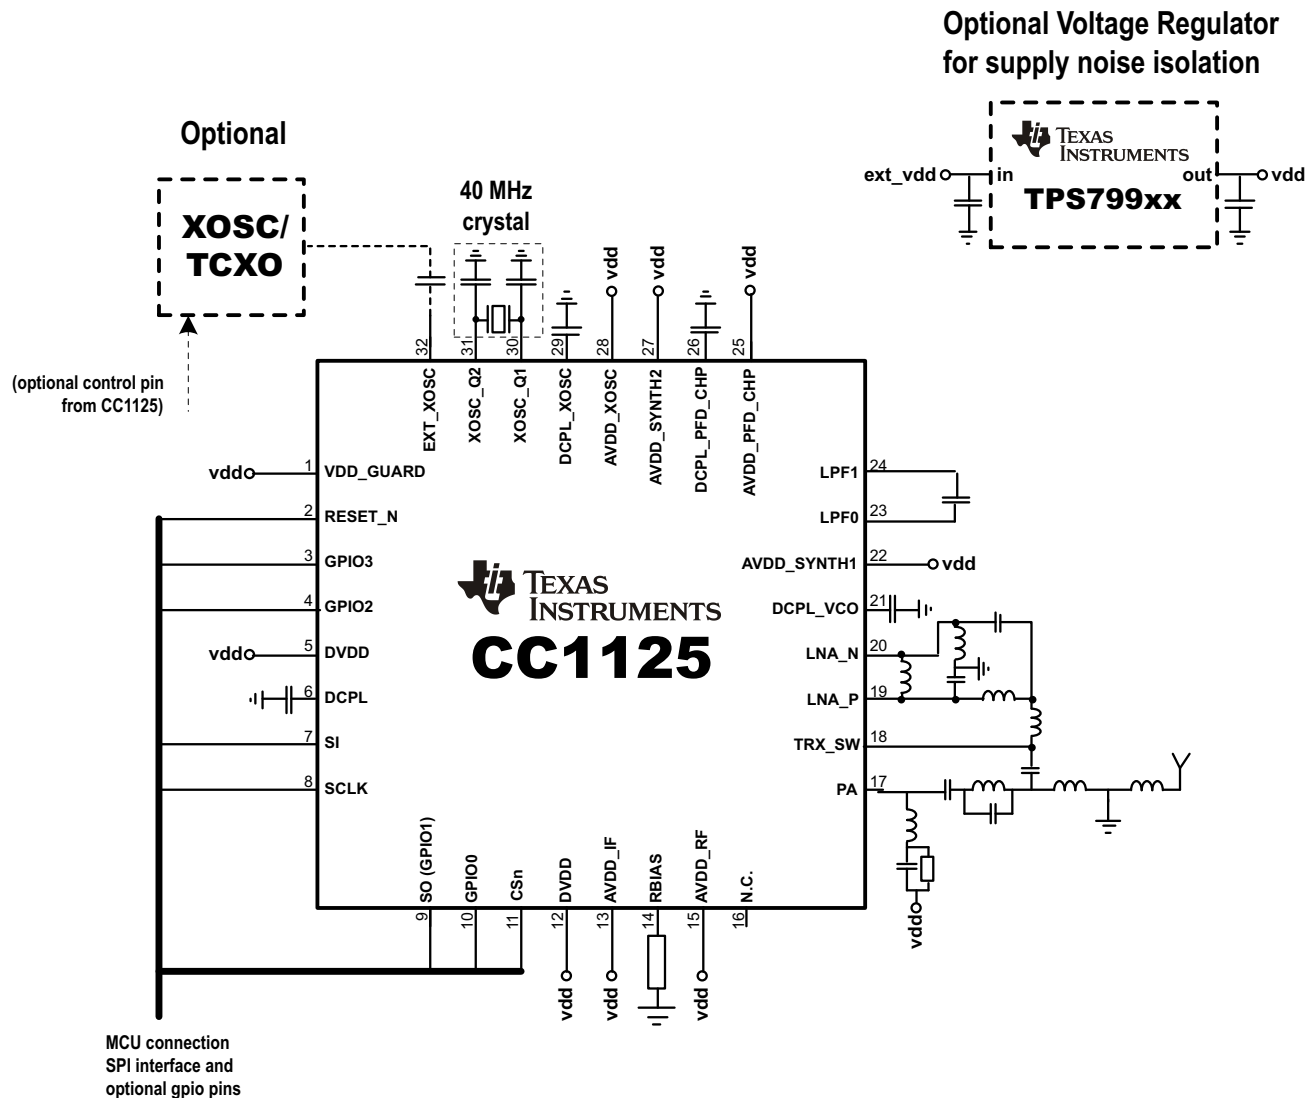 Optional Voltage Regulator
for supply noise isolation
TEXAS
INSTRUMENTS
ext_vdd
in
out
vdd
TPS799xx
Optional
XOSC/
TCXO
(optional control pin
from CC1125)
40 MHz
crystal
vdd
vdd
vdd
32
31
30
29
28
27
26
25
EXT_XOSC
XOSC_Q2
XOSC_Q1
DCPL_XOSC
AVDD_XOSC
AVDD_SYNTH2
DCPL_PFD_CHP
AVDD_PFD_CHP
vdd
1
VDD_GUARD
2
RESET_N
3
GPIO3
4
GPIO2
vdd
5
DVDD
6
DCPL
7
SI
8
SCLK
TEXAS
INSTRUMENTS
CC1125
LPF1
24
LPF0
23
AVDD_SYNTH1
22
vdd
DCPL_VCO
21
LNA_N
20
LNA_P
19
TRX_SW
18
PA
17
vdd
SO (GPIO1)
GPIO0
CSn
DVDD
AVDD_IF
RBIAS
AVDD_RF
N.C.
9
10
11
12
13
14
15
16
vdd
vdd
vdd
MCU connection
SPI interface and
optional gpio pins